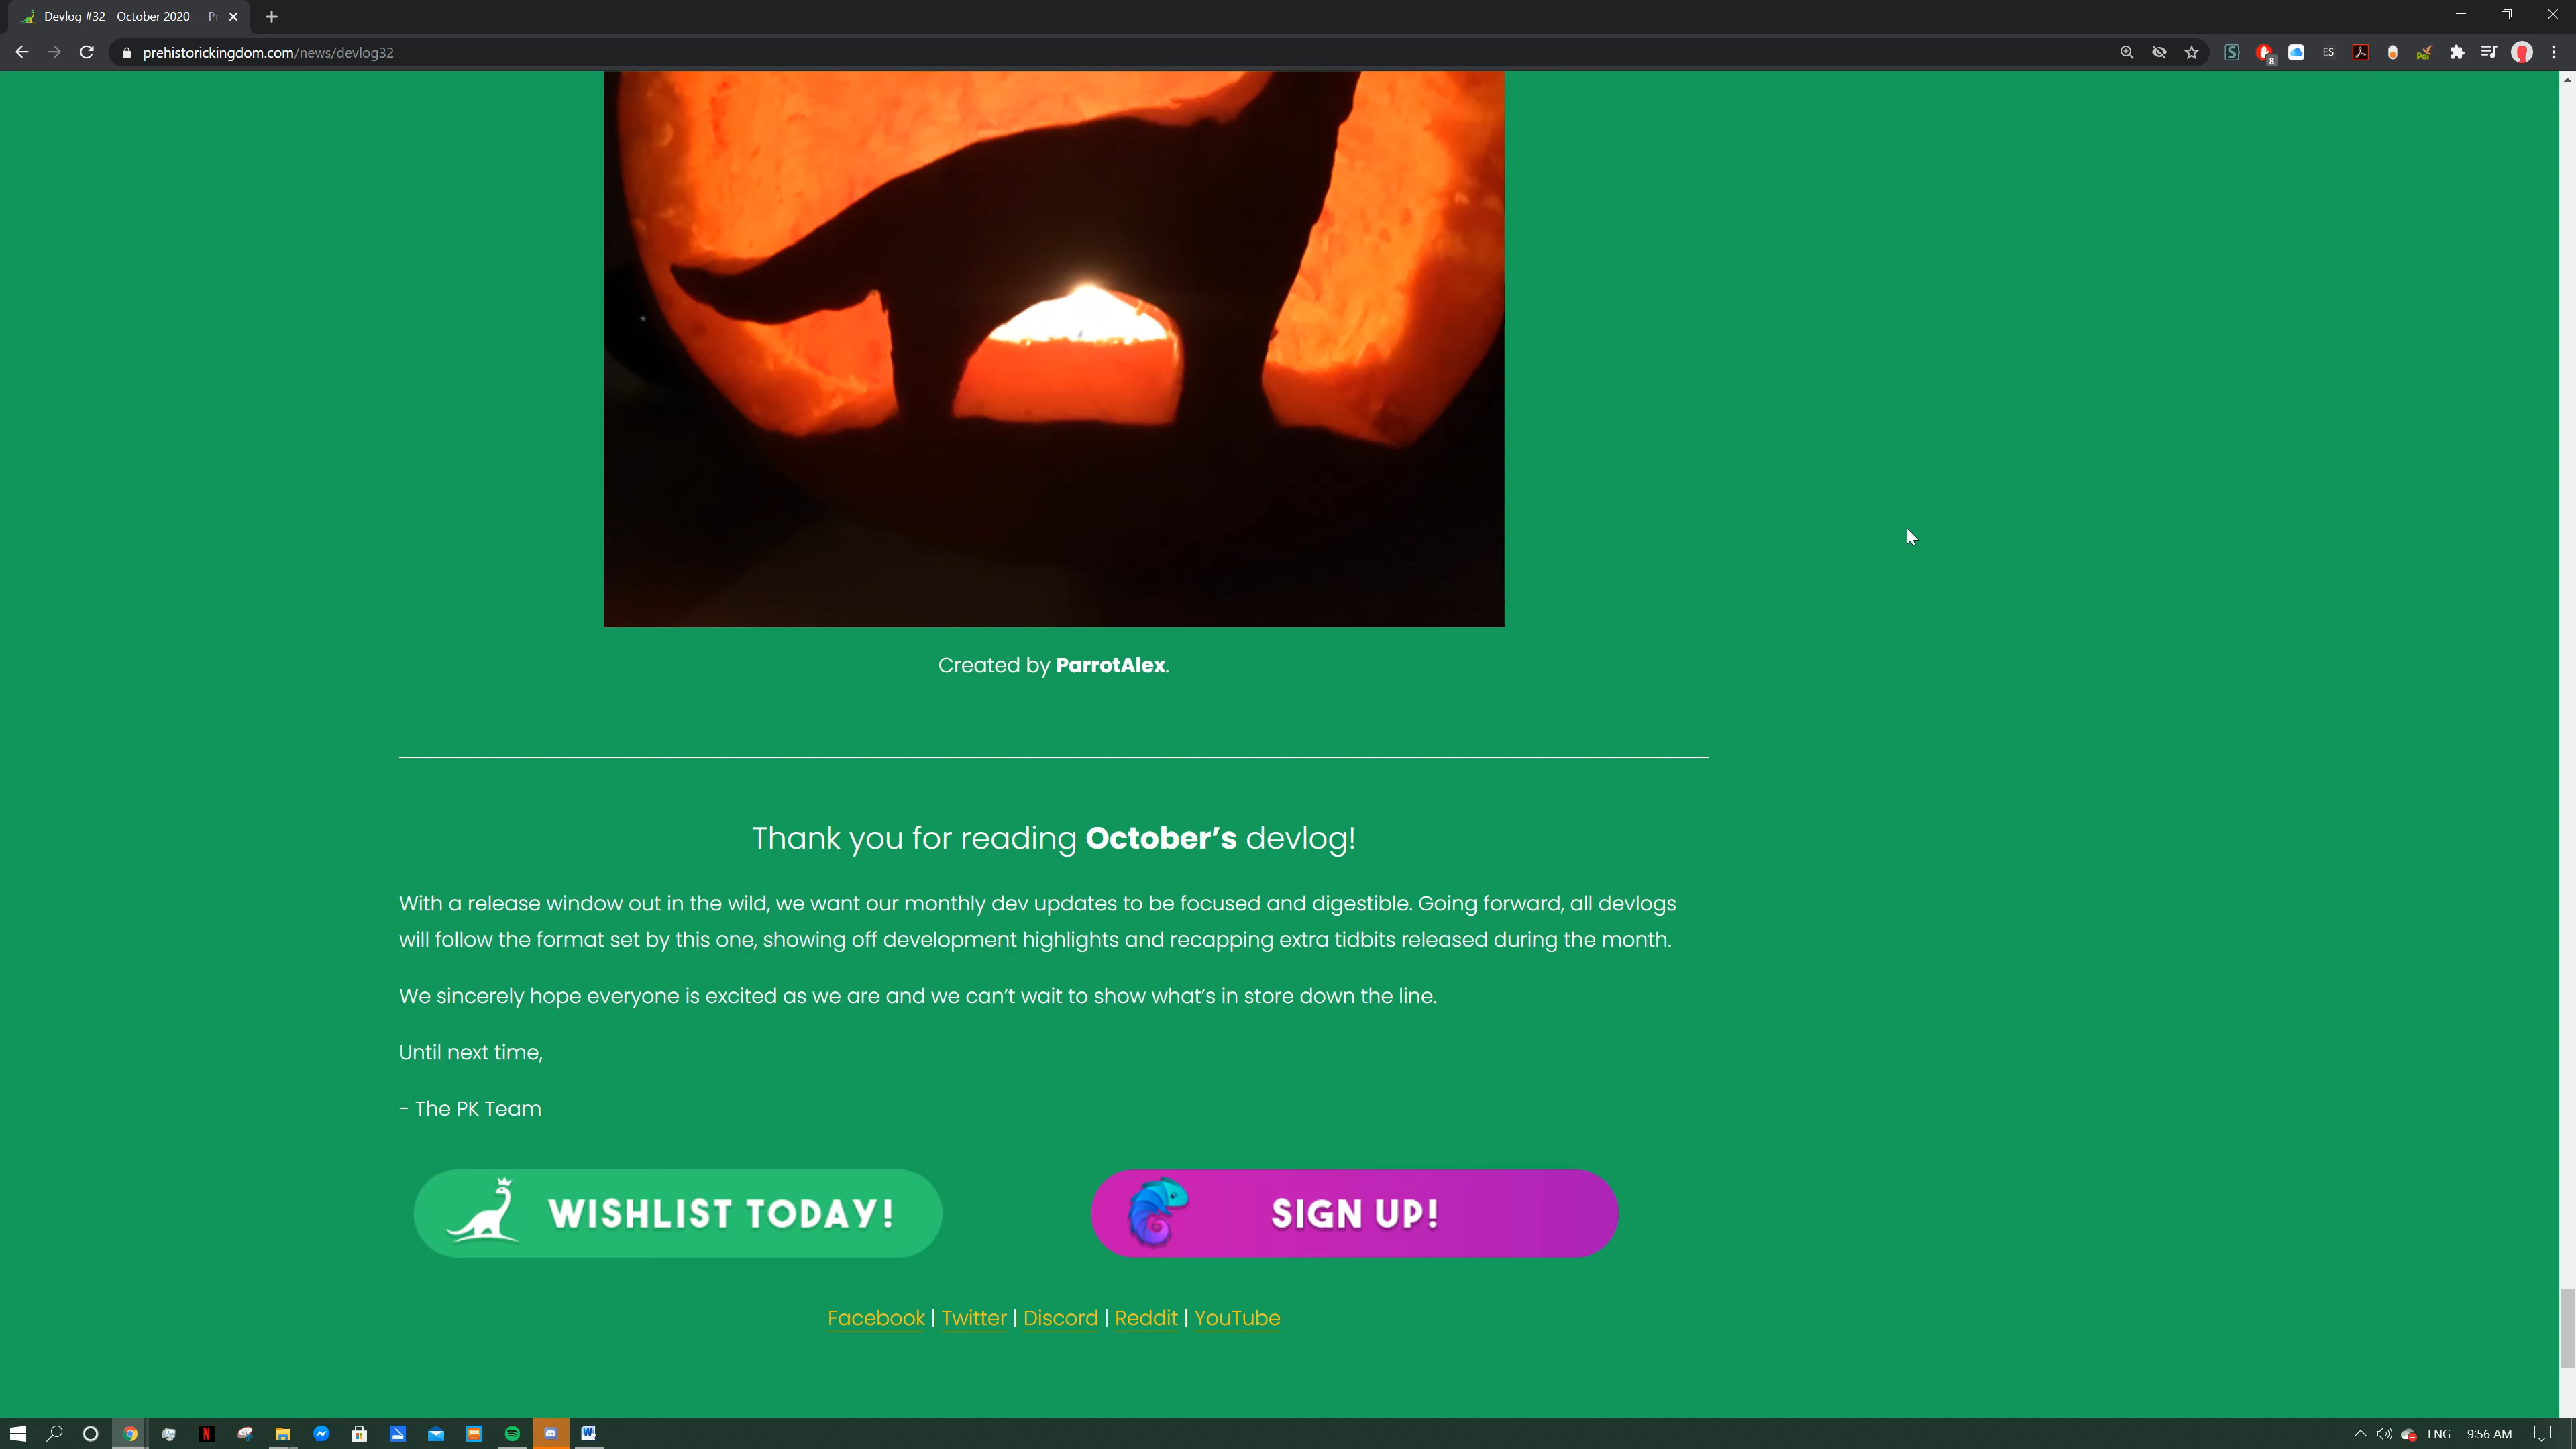 Devlog #32 - October 2020 — Pr
prehistorickingdom.com/news/devlog32
8
ES
Created by ParrotAlex.
Thank you for reading October’s devlog!
With a release window out in the wild, we want our monthly dev updates to be focused and digestible. Going forward, all devlogs
will follow the format set by this one, showing off development highlights and recapping extra tidbits released during the month.
We sincerely hope everyone is excited as we are and we can’t wait to show what’s in store down the line.
Until next time,
- The PK Team
WISHLIST TODAY!
SIGN UP!
Facebook | Twitter | Discord | Reddit | YouTube
ENG
9:56 AM